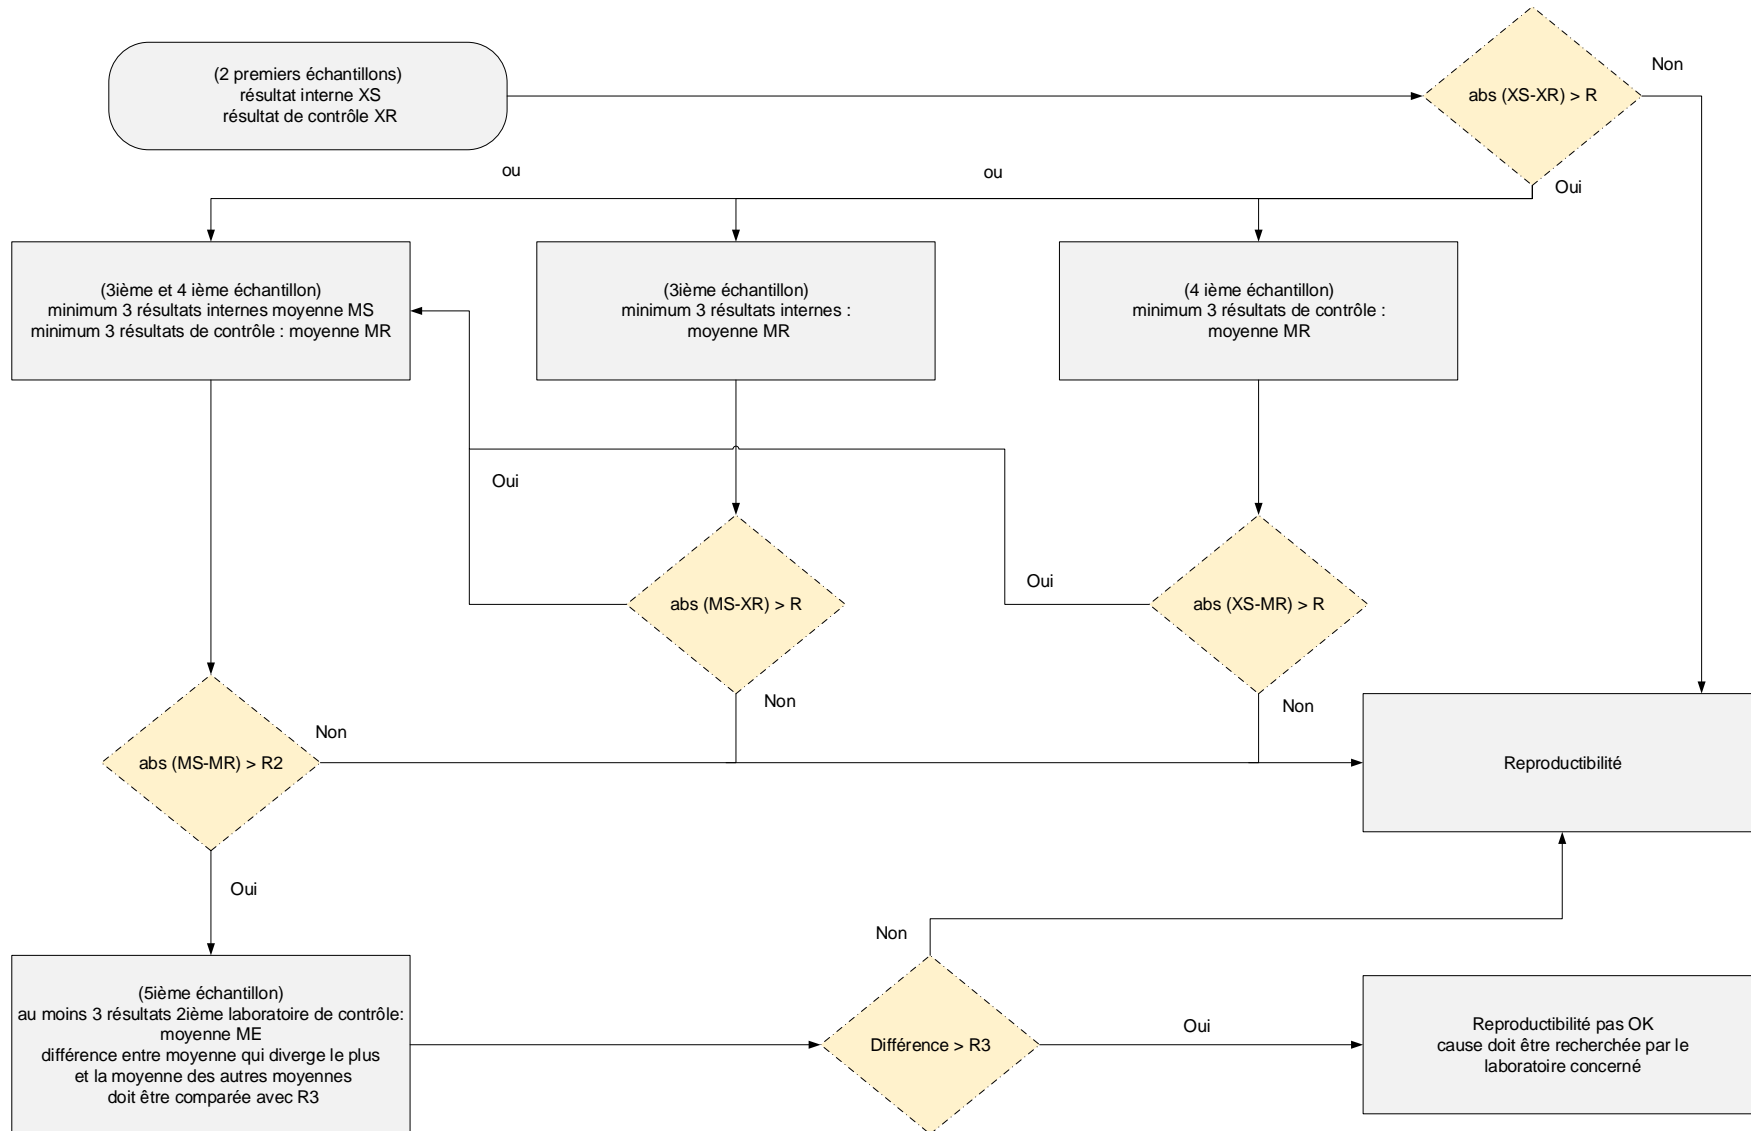 (2 premiers échantillons)
résultat interne XS
résultat de contrôle XR
abs (XS-XR) > R
Non
Oui
ou
ou
(3ième et 4 ième échantillon)
minimum 3 résultats internes moyenne MS
minimum 3 résultats de contrôle : moyenne MR
(3ième échantillon)
minimum 3 résultats internes :
moyenne MR
(4 ième échantillon)
minimum 3 résultats de contrôle :
moyenne MR
Oui
Oui
abs (MS-XR) > R
abs (XS-MR) > R
Non
Non
Non
abs (MS-MR) > R2
Reproductibilité
Oui
Non
(5ième échantillon)
au moins 3 résultats 2ième laboratoire de contrôle:
moyenne ME
différence entre moyenne qui diverge le plus
et la moyenne des autres moyennes
doit être comparée avec R3
Différence > R3
Oui
Reproductibilité pas OK
cause doit être recherchée par le
laboratoire concerné